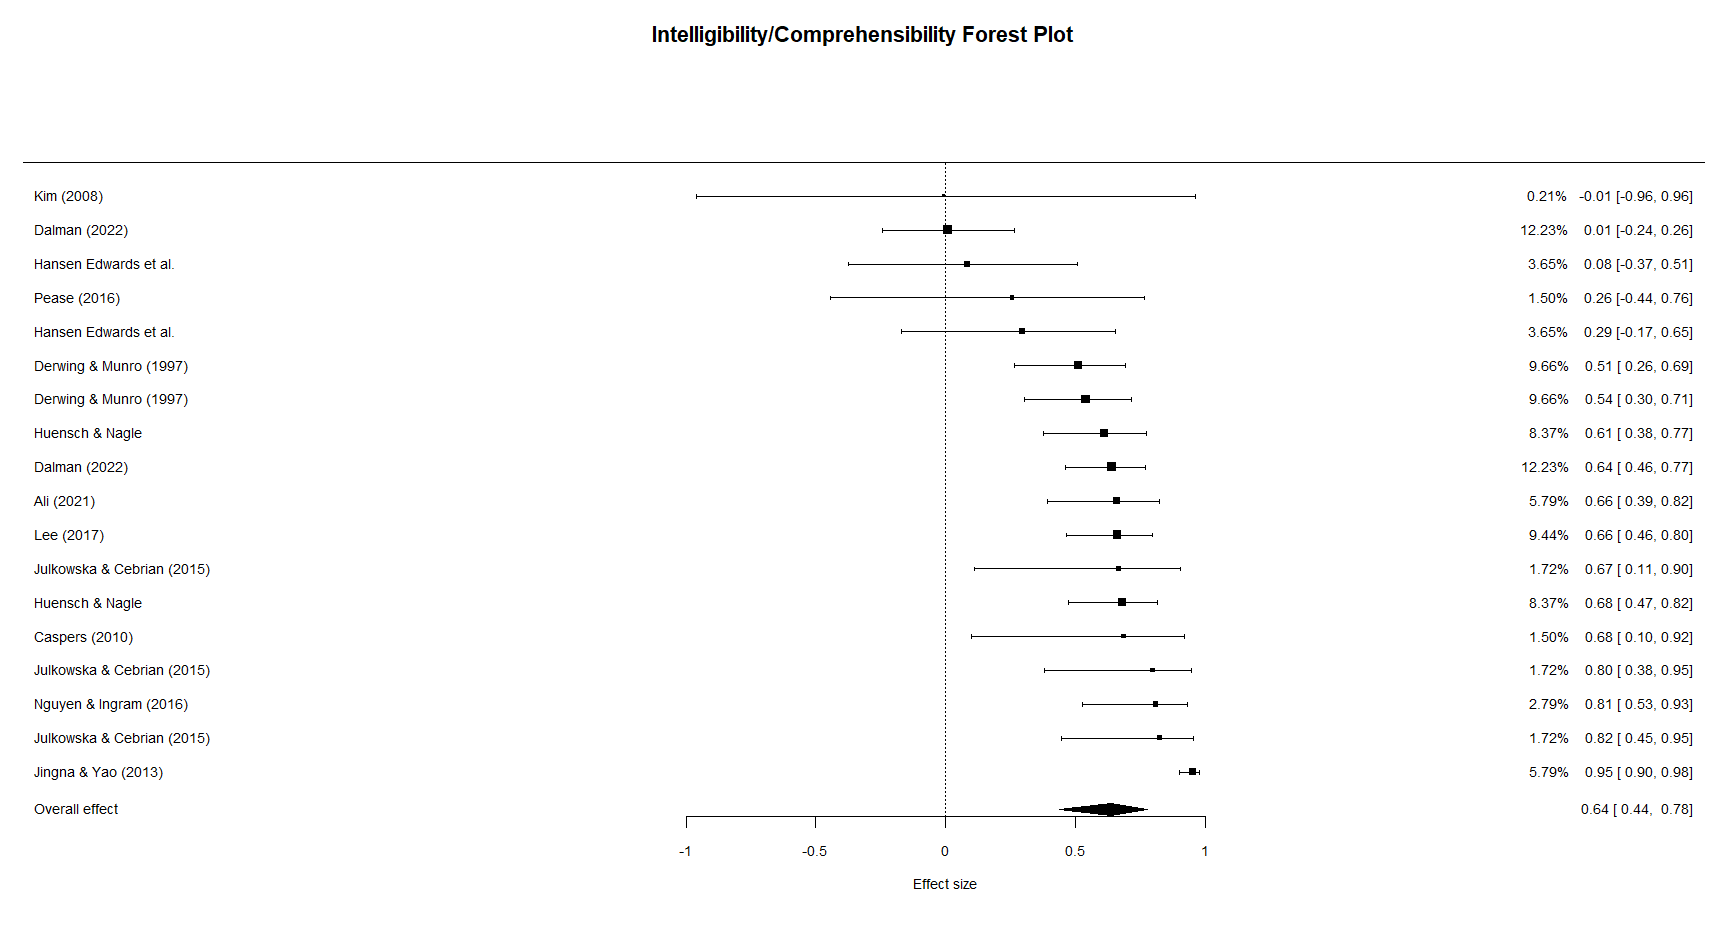 Intelligibility/Comprehensibility Forest Plot
Kim (2008) 0.21% -0.01 [-0.96, 0.96]
Dalman (2022) 12.23% 0.01 [-0.24, 0.26]
Hansen Edwards et al. 3.65% 0.08 [-0.37, 0.51]
Pease (2016) 1.50% 0.26 [-0.44, 0.76]
Hansen Edwards et al. 3.65% 0.29 [-0.17, 0.65]
Derwing & Munro (1997) 9.66% 0.51 [ 0.26, 0.69]
Derwing & Munro (1997) 9.66% 0.54 [ 0.30, 0.71]
Huensch & Nagle 8.37% 0.61 [ 0.38, 0.77]
Dalman (2022) 12.23% 0.64 [ 0.46, 0.77]
Ali (2021) 5.79% 0.66 [ 0.39, 0.82]
Lee (2017) 9.44% 0.66 [ 0.46, 0.80]
Julkowska & Cebrian (2015) 1.72% 0.67 [ 0.11, 0.90]
Huensch & Nagle 8.37% 0.68 [ 0.47, 0.82]
Caspers (2010) 1.50% 0.68 [ 0.10, 0.92]
Julkowska & Cebrian (2015) 1.72% 0.80 [ 0.38, 0.95]
Nguyen & Ingram (2016) 2.79% 0.81 [ 0.53, 0.93]
Julkowska & Cebrian (2015) 1.72% 0.82 [ 0.45, 0.95]
Jingna & Yao (2013) 5.79% 0.95 [ 0.90, 0.98]
Overall effect 0.64 [ 0.44, 0.78]
-1 -0.5 0 0.5 1
Effect size